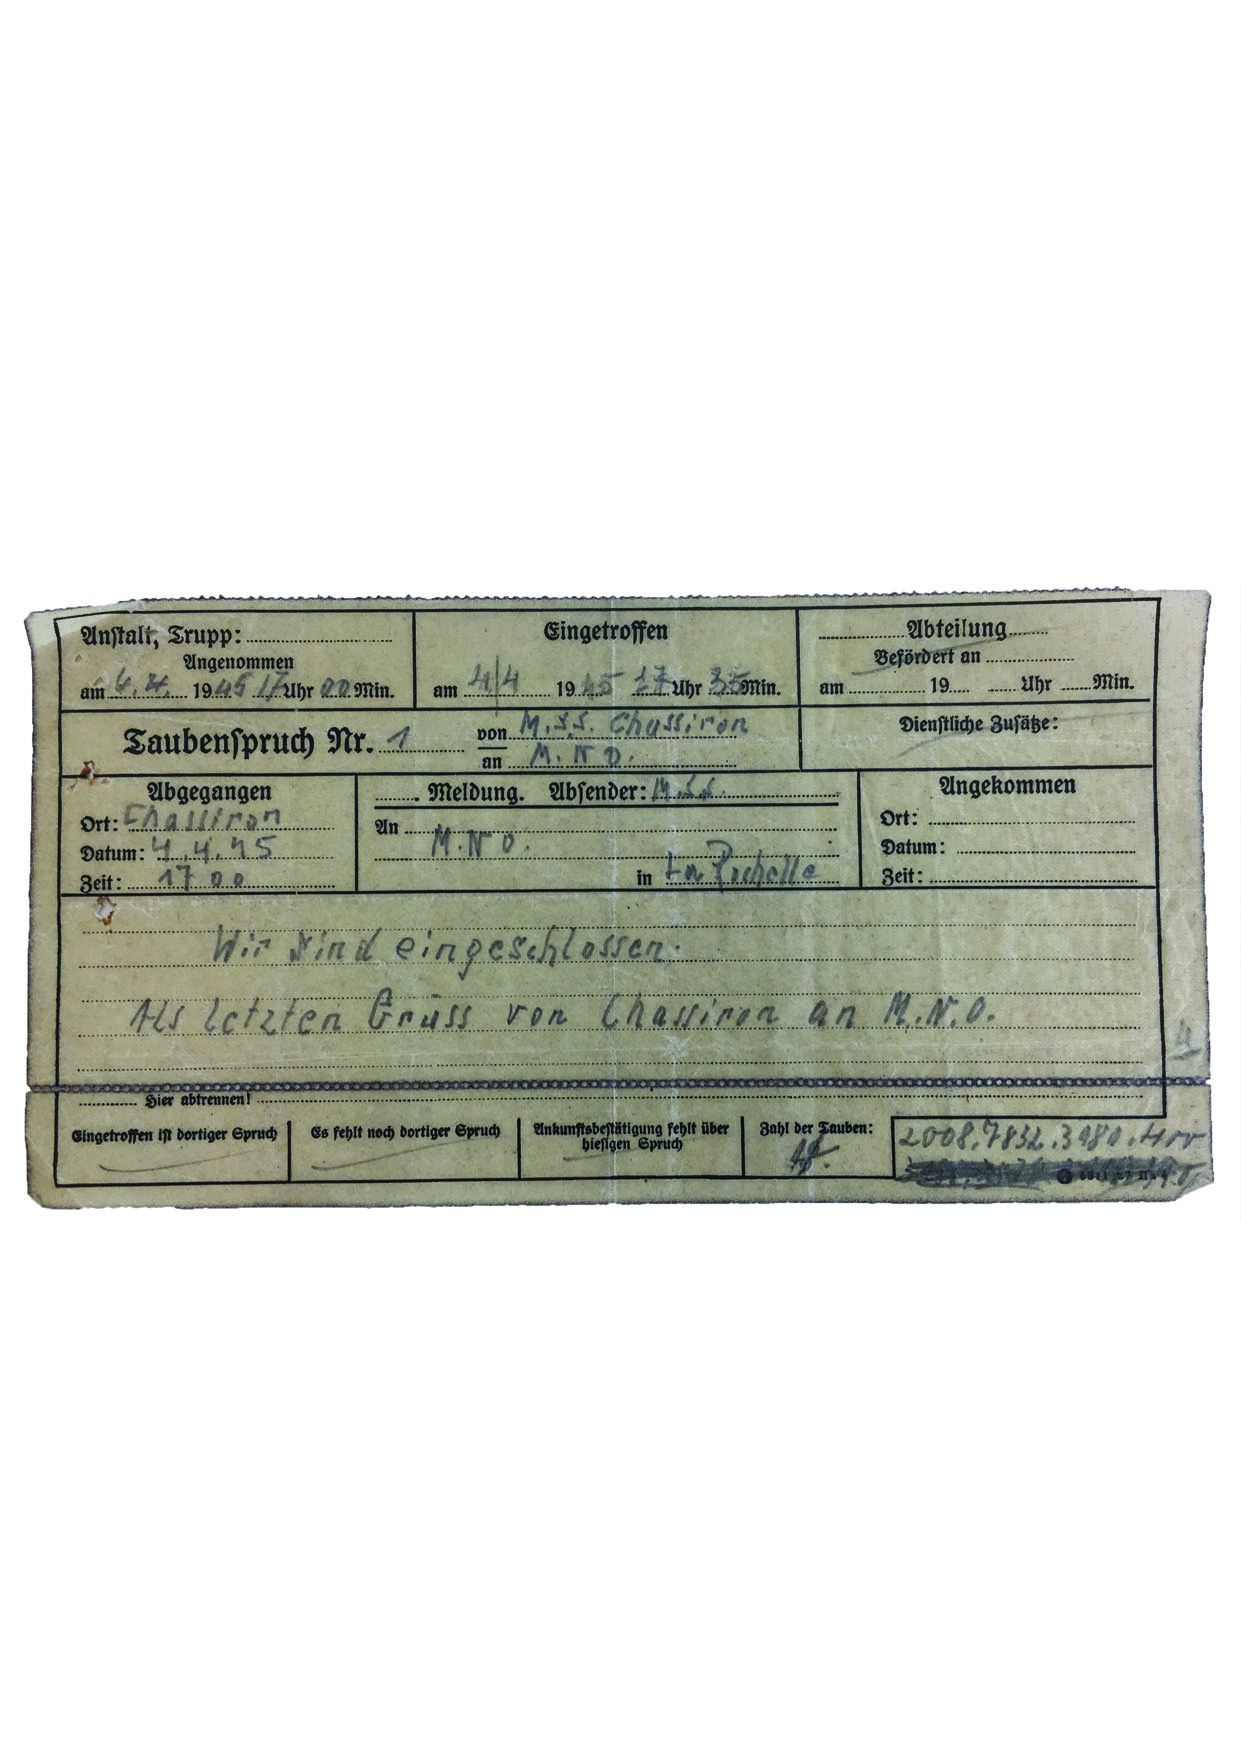 Anstalt, Trupp:
Angenommen
am 4.4. 1945 17 Uhr 00 Min.
Eingetroffen
am 4/4 1945 17 Uhr 35 Min.
Abteilung
Befördert an
am 19 Uhr Min.
Taubenspruch Nr. 1
von M.S.S. Chassiron
an M.N.O.
Dienstliche Zusätze:
Abgegangen
Ort: Chassiron
Datum: 4.4.45
Zeit: 1700
Meldung. Absender: M.S.S.
An
M.N.O.
in La Rochelle
Angekommen
Ort:
Datum:
Zeit:
Wir sind eingeschlossen.
Als letzten Gruss von Chassiron an M.N.O.
Hier abtrennen!
Eingetroffen ist dortiger Spruch
Es fehlt noch dortiger Spruch
Ankunftsbestätigung fehlt über
hiesigen Spruch
Zahl der Tauben:
2008.7832.3180.